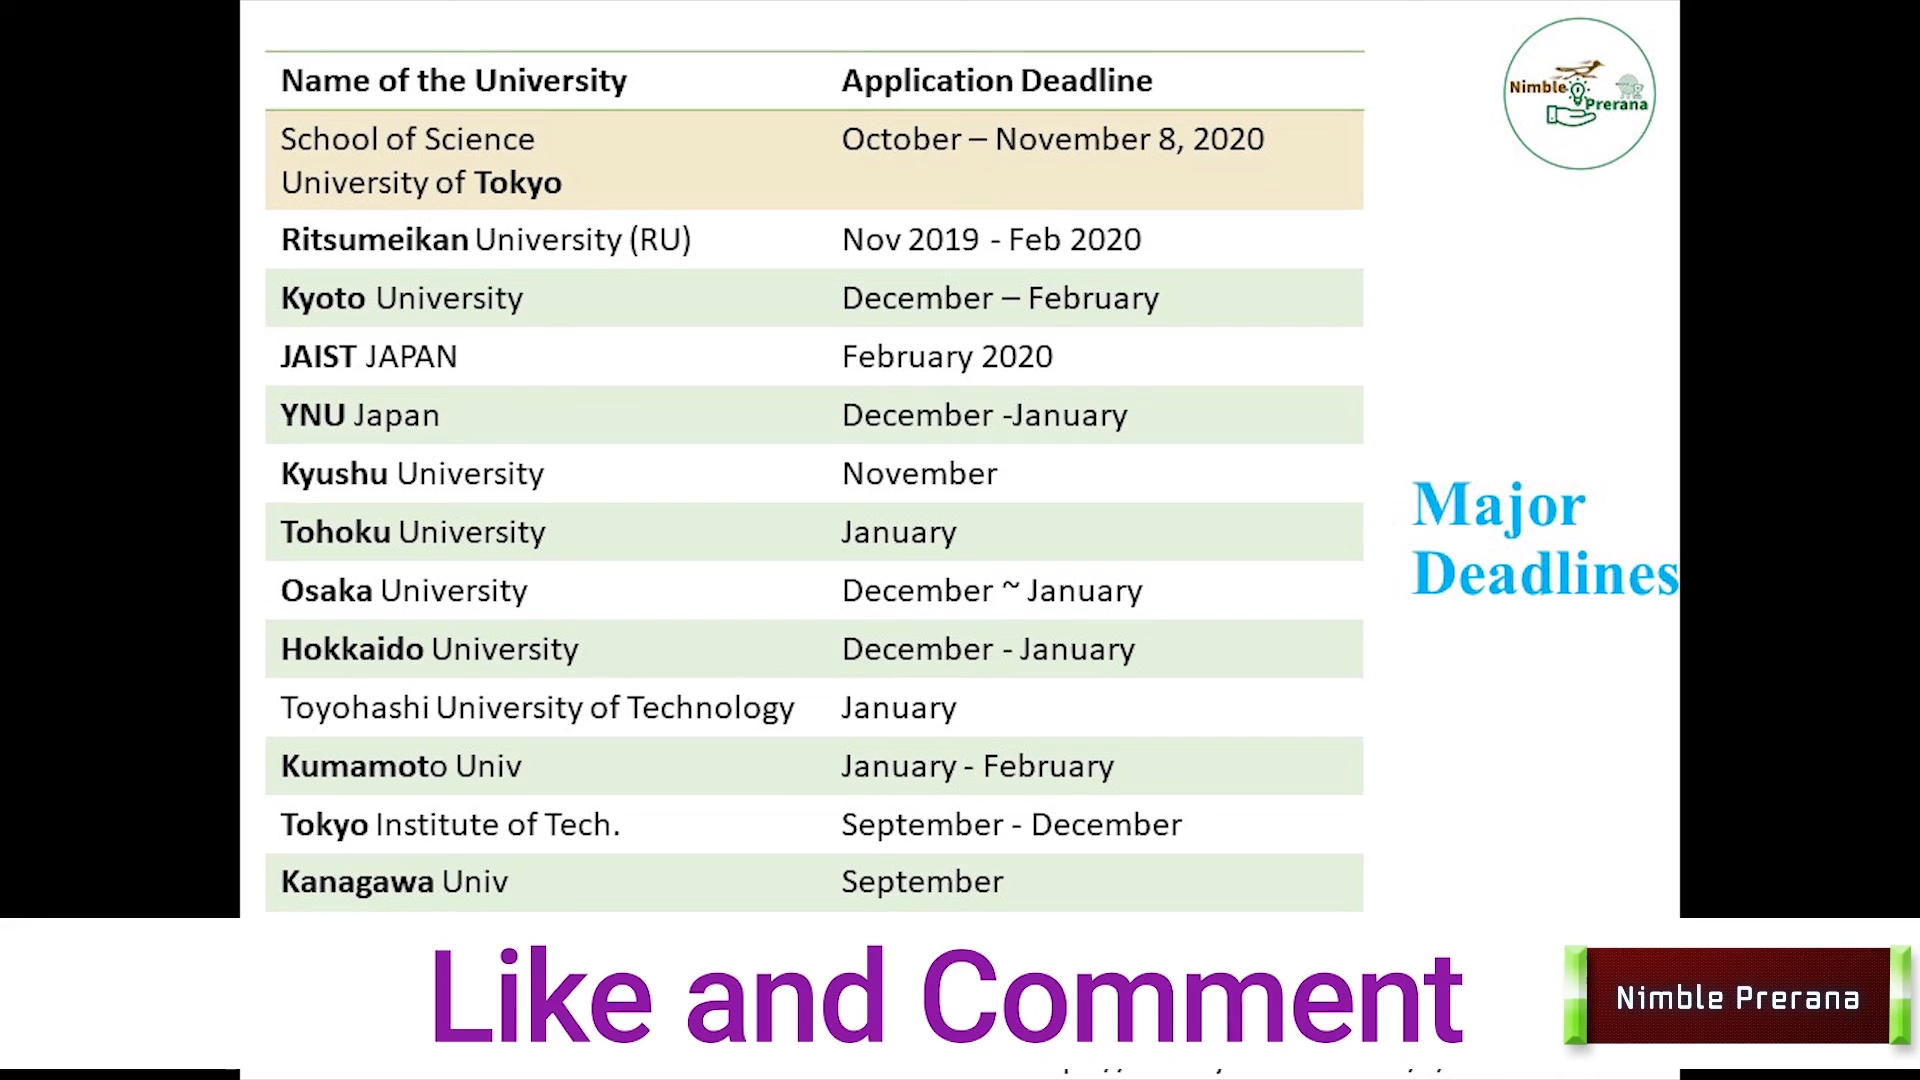 Name of the University Application Deadline
School of Science October – November 8, 2020
University of Tokyo
Ritsumeikan University (RU) Nov 2019 - Feb 2020
Kyoto University December – February
JAIST JAPAN February 2020
YNU Japan December -January
Kyushu University November
Tohoku University January
Osaka University December ~ January
Hokkaido University December - January
Toyohashi University of Technology January
Kumamoto Univ January - February
Tokyo Institute of Tech. September - December
Kanagawa Univ September
Nimble
Prerana
Major
Deadlines
Like and Comment
Nimble Prerana